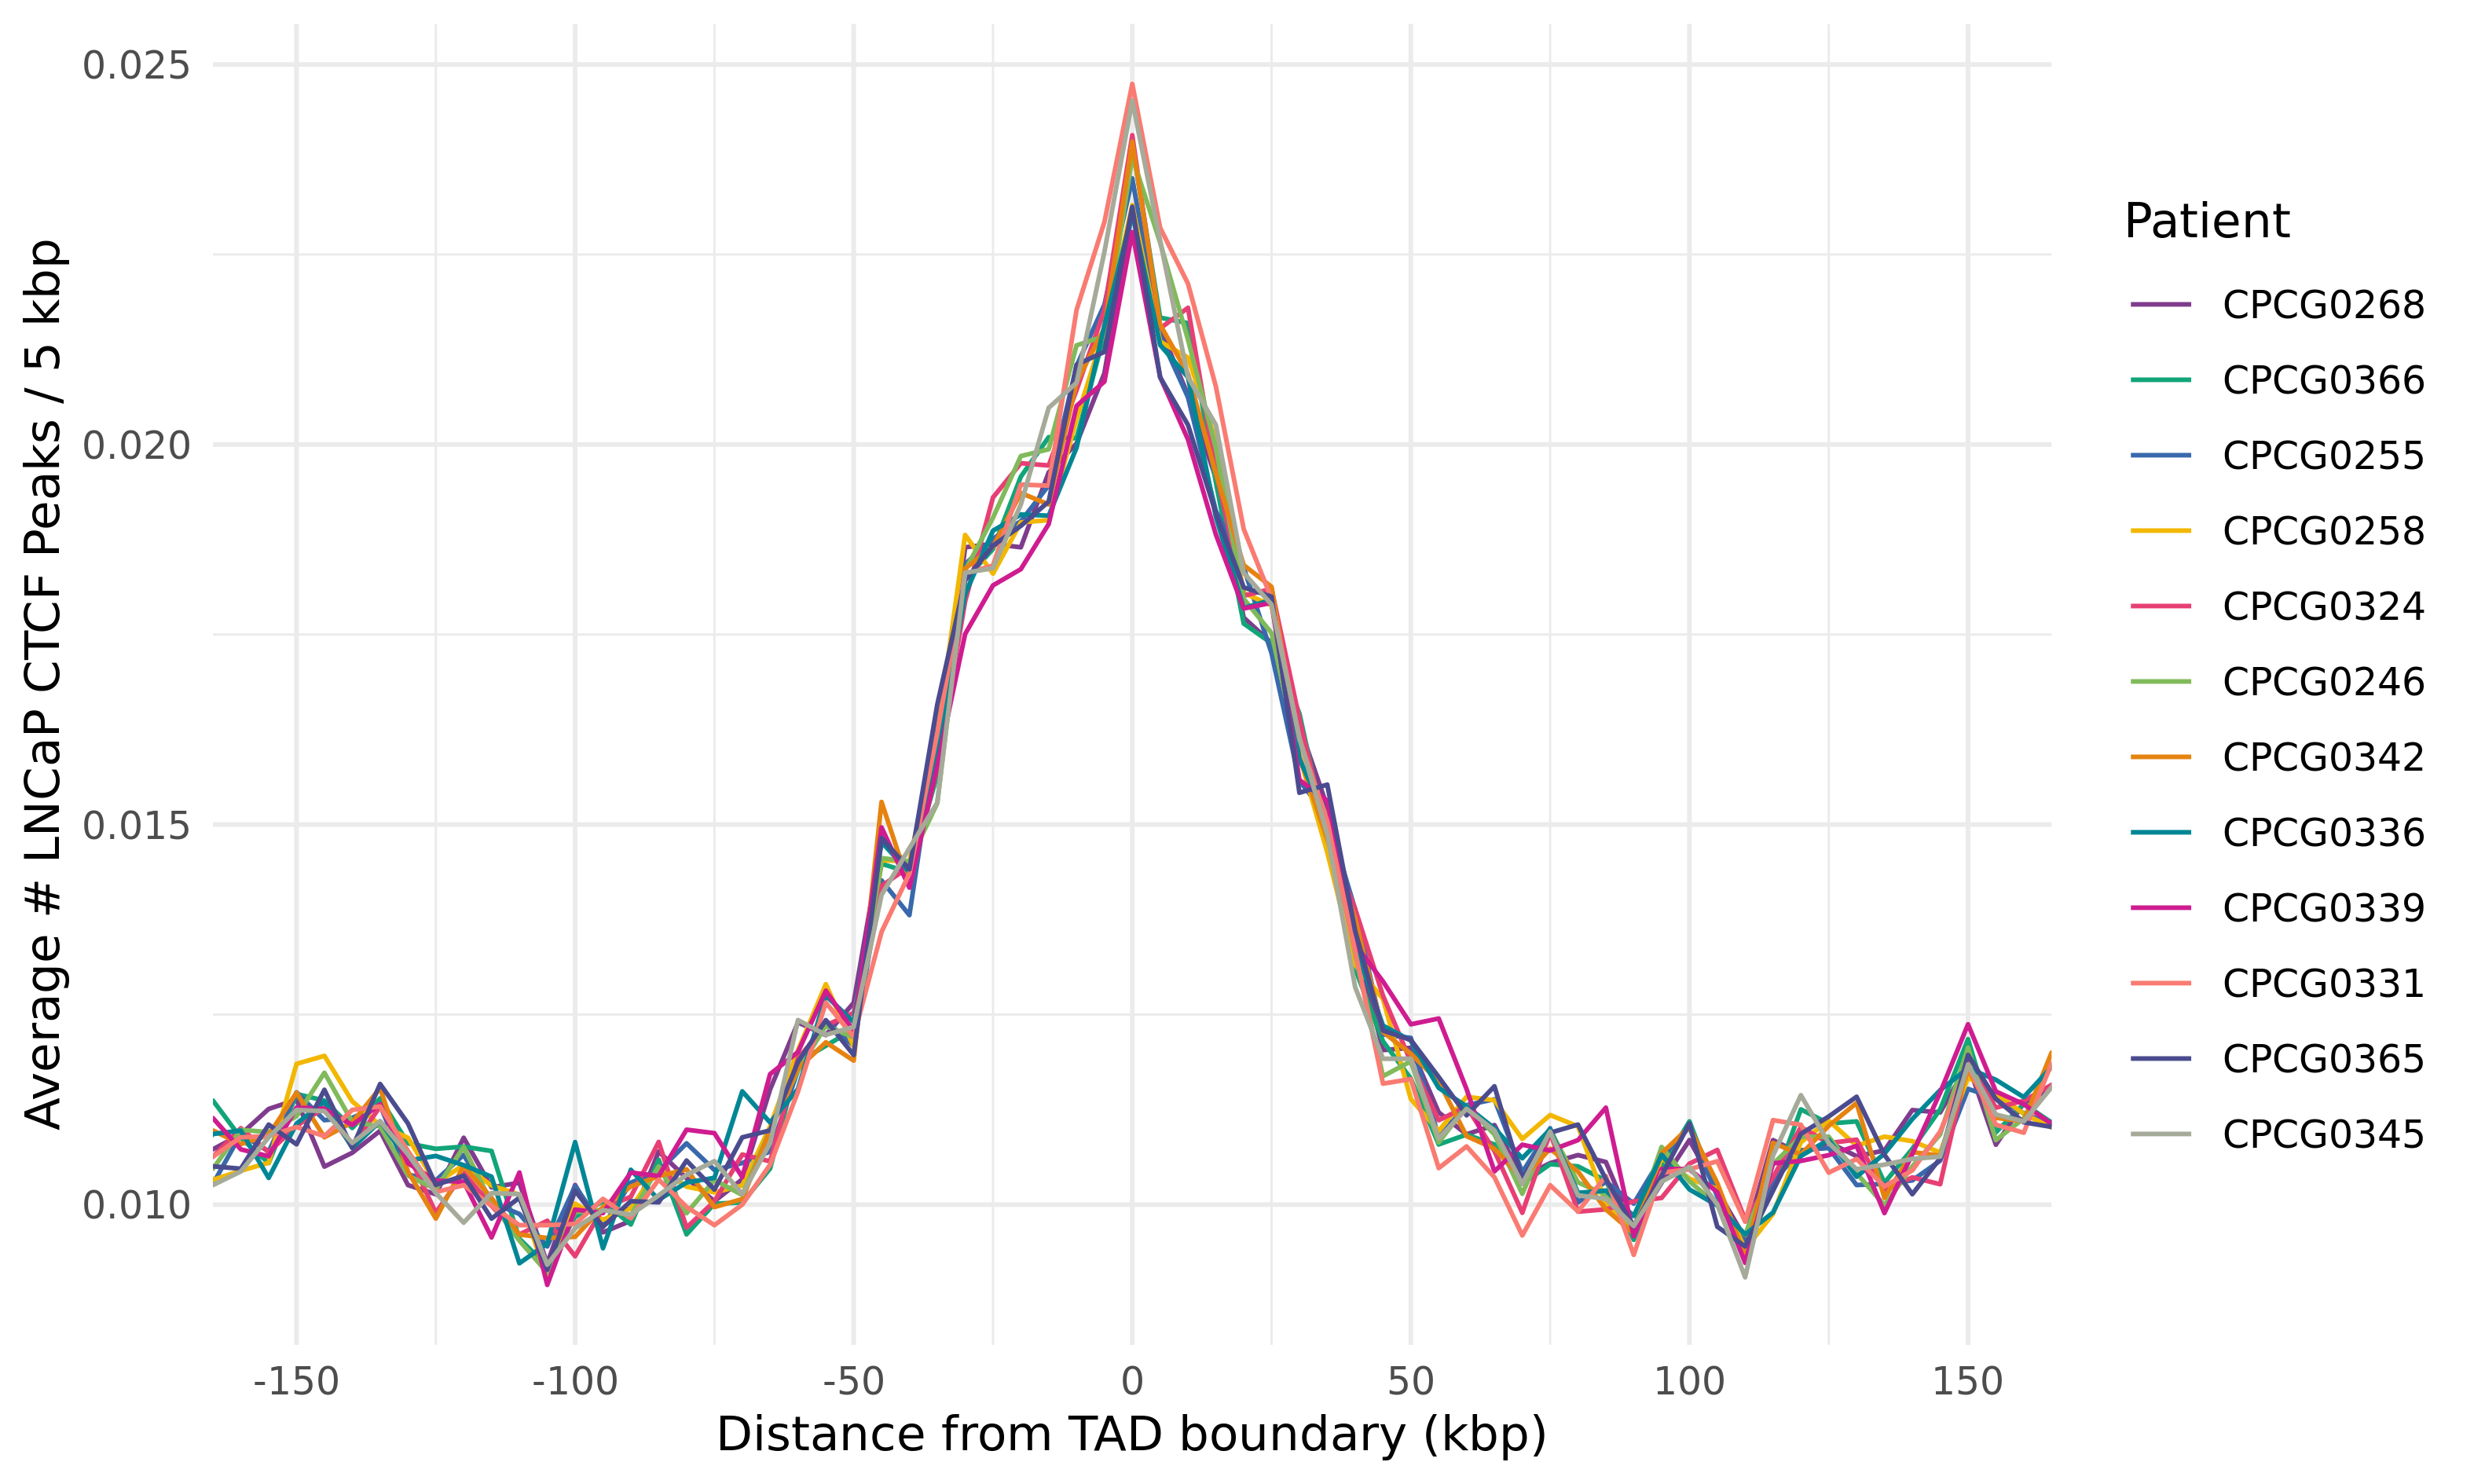 Average # LNCaP CTCF Peaks / 5 kbp
0.025
0.020
0.015
0.010
-150 -100 -50 0 50 100 150
Distance from TAD boundary (kbp)
Patient
CPCG0268
CPCG0366
CPCG0255
CPCG0258
CPCG0324
CPCG0246
CPCG0342
CPCG0336
CPCG0339
CPCG0331
CPCG0365
CPCG0345